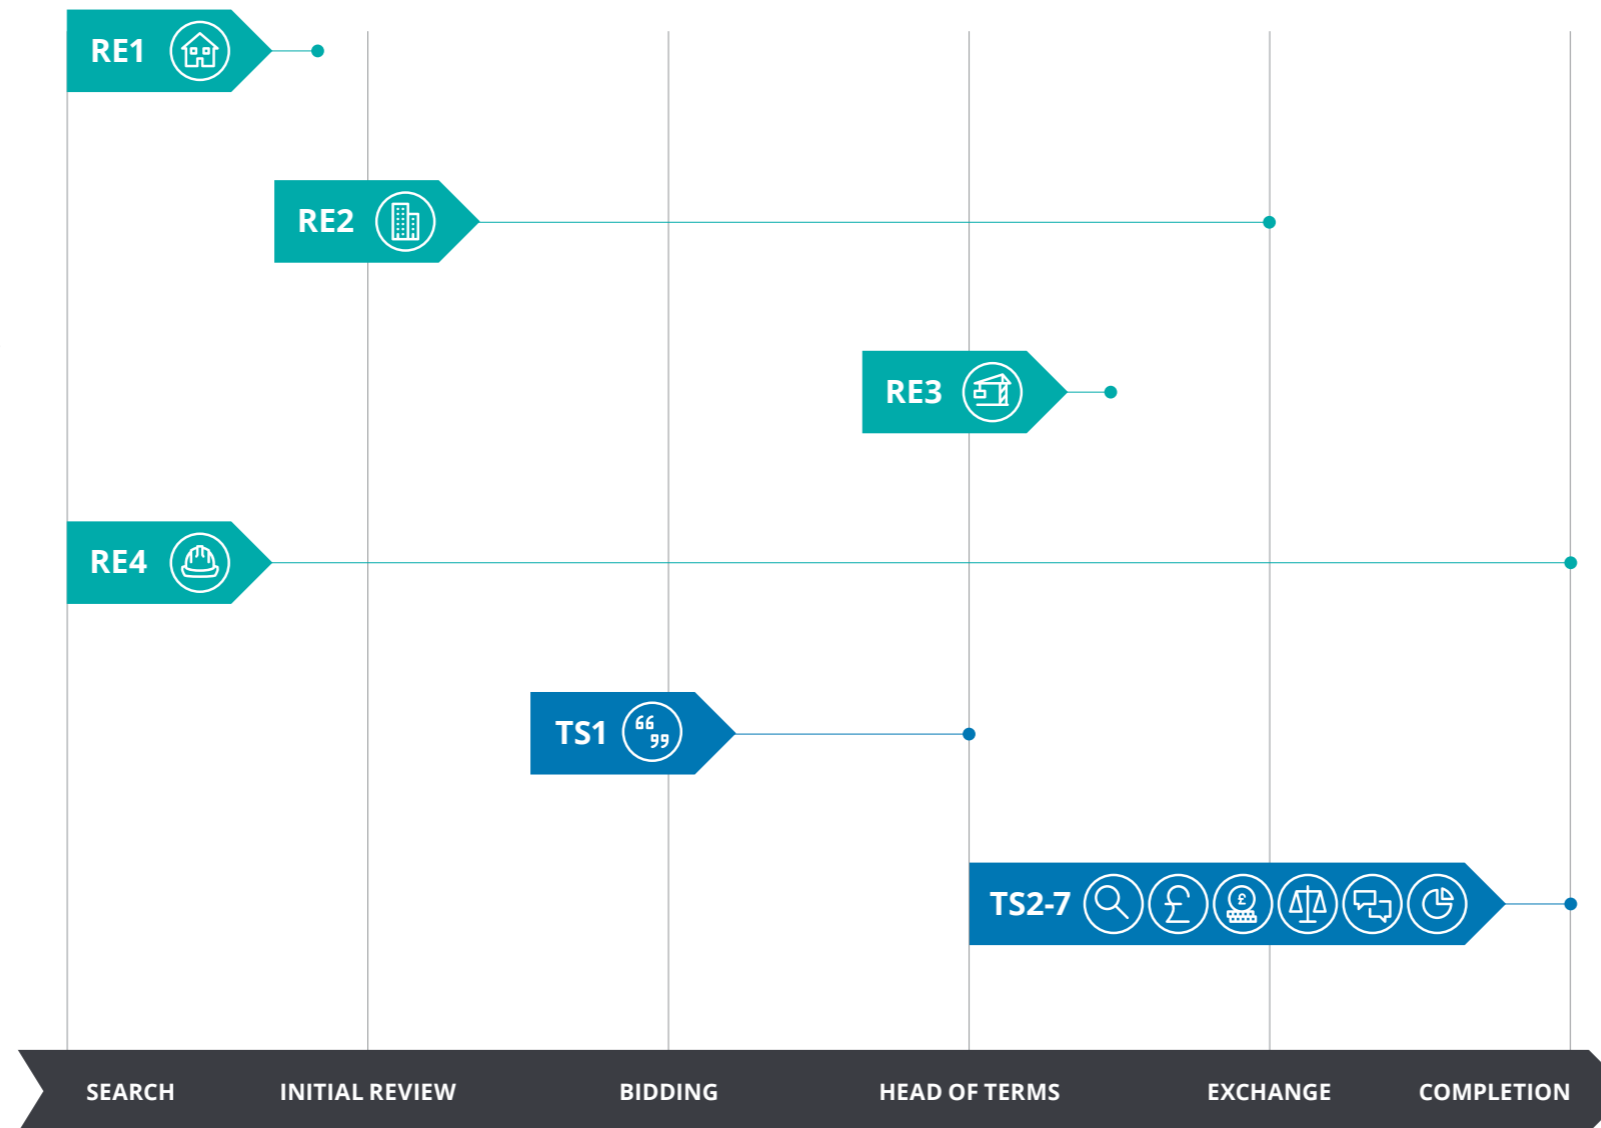 RE1
RE2
RE3
RE4
TS1
TS2-7
SEARCH INITIAL REVIEW BIDDING HEAD OF TERMS EXCHANGE COMPLETION